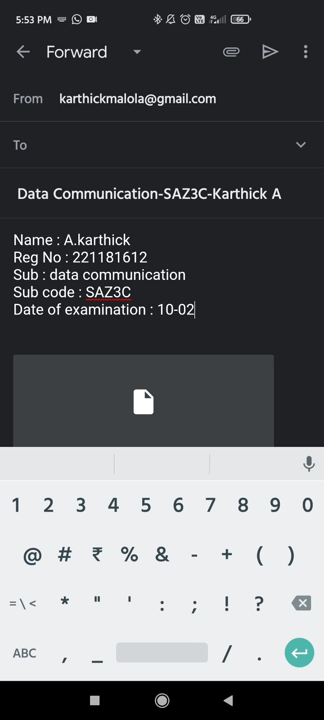 5:53 PM
66
Forward
From karthickmalola@gmail.com
To
Data Communication-SAZ3C-Karthick A
Name : A.karthick
Reg No : 221181612
Sub : data communication
Sub code : SAZ3C
Date of examination : 10-02
1 2 3 4 5 6 7 8 9 0
@ # ₹ % & - + ( )
=\< * " ' : ; ! ?
ABC , _ / .